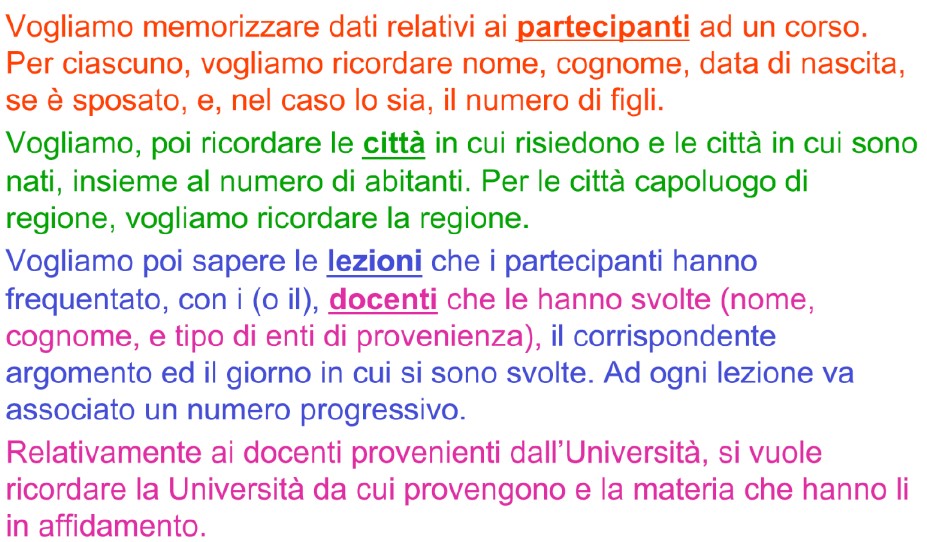 Vogliamo memorizzare dati relativi ai partecipanti ad un corso.
Per ciascuno, vogliamo ricordare nome, cognome, data di nascita,
se è sposato, e, nel caso lo sia, il numero di figli.
Vogliamo, poi ricordare le città in cui risiedono e le città in cui sono
nati, insieme al numero di abitanti. Per le città capoluogo di
regione, vogliamo ricordare la regione.
Vogliamo poi sapere le lezioni che i partecipanti hanno
frequentato, con i (o il), docenti che le hanno svolte (nome,
cognome, e tipo di enti di provenienza), il corrispondente
argomento ed il giorno in cui si sono svolte. Ad ogni lezione va
associato un numero progressivo.
Relativamente ai docenti provenienti dall’Università, si vuole
ricordare la Università da cui provengono e la materia che hanno li
in affidamento.